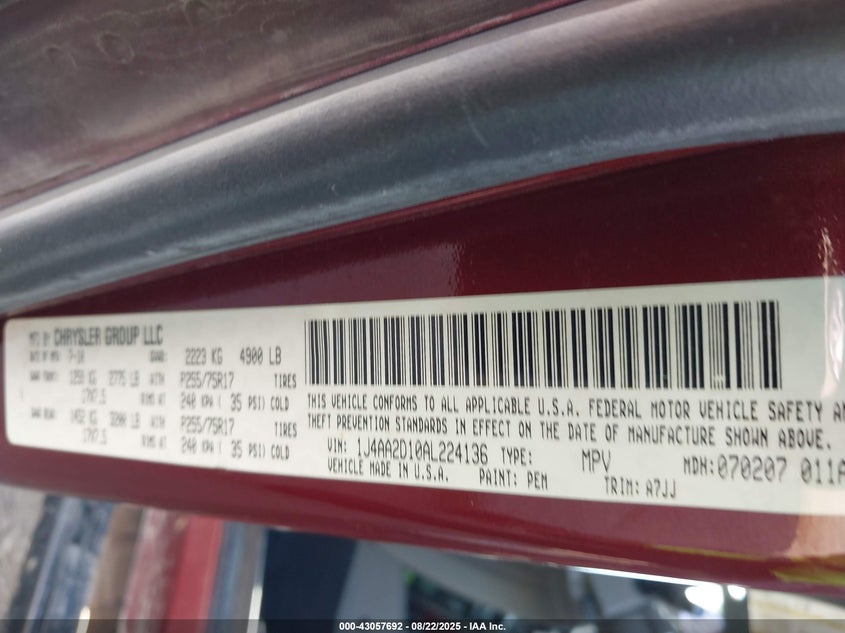 MFD BY CHRYSLER GROUP LLC
DATE OF MFR 7-10 GVWR: 2223 KG 4900 LB
GAWR FRONT: 1259 KG 2775 LB WITH P255/75R17 TIRES
17X7.5 RIMS AT 240 KPA ( 35 PSI) COLD
GAWR REAR: 1452 KG 3200 LB WITH P255/75R17 TIRES
17X7.5 RIMS AT 240 KPA ( 35 PSI) COLD
THIS VEHICLE CONFORMS TO ALL APPLICABLE U.S.A. FEDERAL MOTOR VEHICLE SAFETY AN
THEFT PREVENTION STANDARDS IN EFFECT ON THE DATE OF MANUFACTURE SHOWN ABOVE.
VIN: 1J4AA2D10AL224136 TYPE: MPV MDH:070207 011A
VEHICLE MADE IN U.S.A. PAINT: PEM TRIM: A7JJ
000-43057692 - 08/22/2025 - IAA Inc.